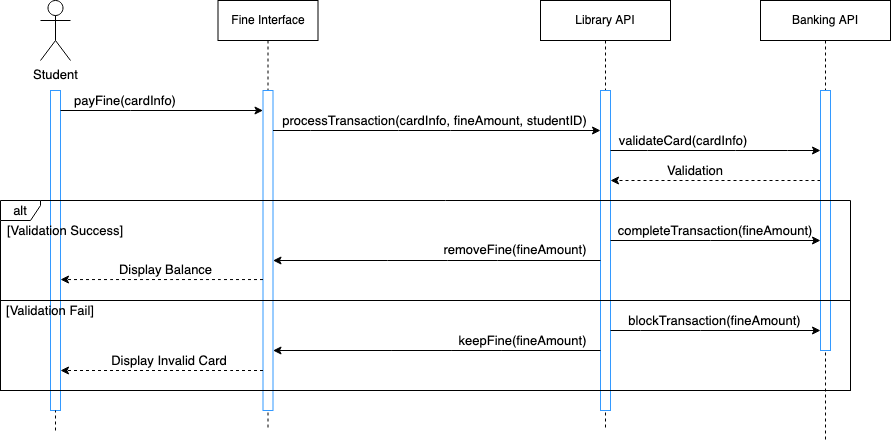 Student
Fine Interface
Library API
Banking API
payFine(cardInfo)
processTransaction(cardInfo, fineAmount, studentID)
validateCard(cardInfo)
Validation
alt
[Validation Success]
completeTransaction(fineAmount)
removeFine(fineAmount)
Display Balance
[Validation Fail]
blockTransaction(fineAmount)
keepFine(fineAmount)
Display Invalid Card